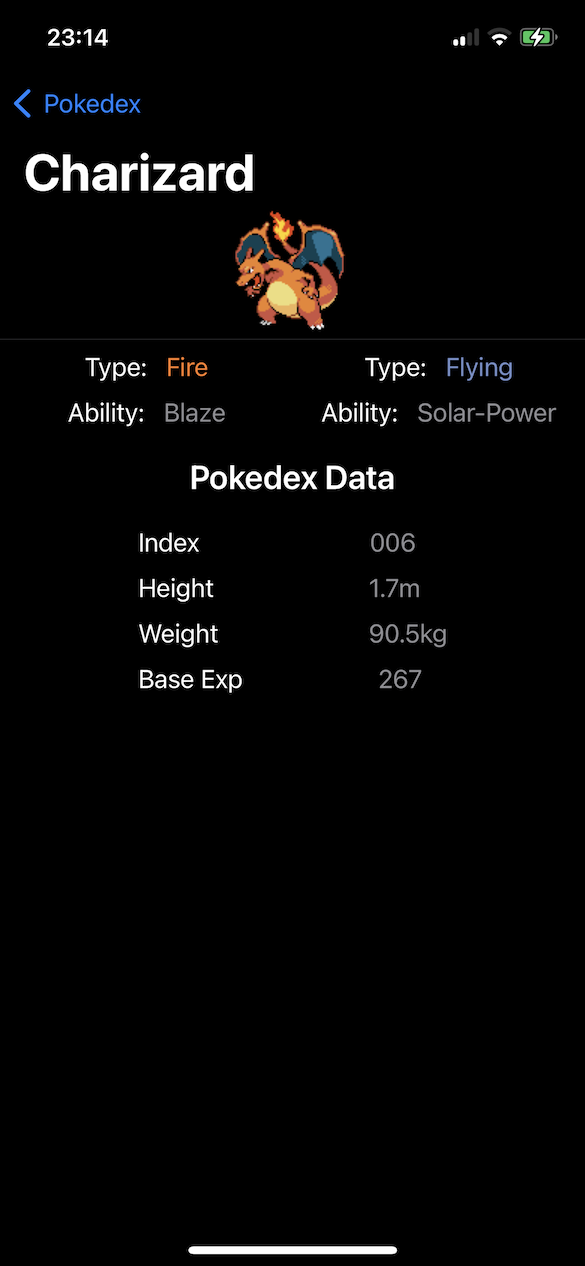 23:14
Pokedex
Charizard
Type: Fire Type: Flying
Ability: Blaze Ability: Solar-Power
Pokedex Data
Index 006
Height 1.7m
Weight 90.5kg
Base Exp 267